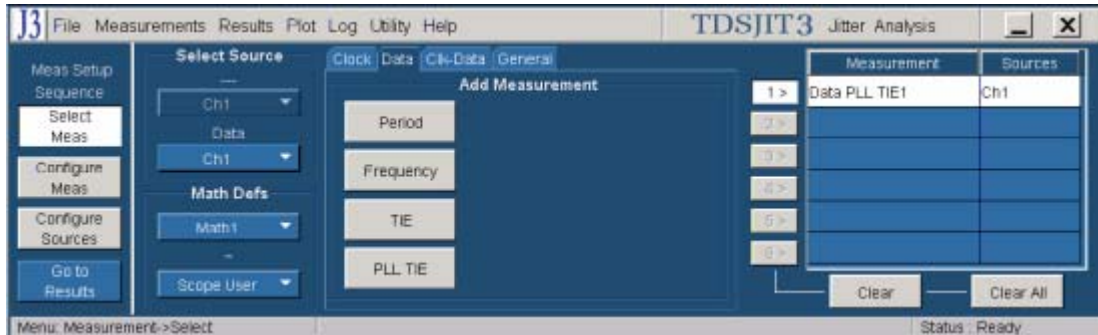 J3 File Measurements Results Plot Log Utility Help TDSJIT3 Jitter Analysis
Meas Setup
Sequence
Select
Meas
Configure
Meas
Configure
Sources
Go to
Results
Select Source
---
Ch1
Data
Ch1
Math Defs
Math1
=
Scope User
Clock Data Clk-Data General
Add Measurement
Period
Frequency
TIE
PLL TIE
1 >
2 >
3 >
4 >
5 >
6 >
Measurement Sources
Data PLL TIE1 Ch1
Clear Clear All
Menu: Measurement->Select Status : Ready